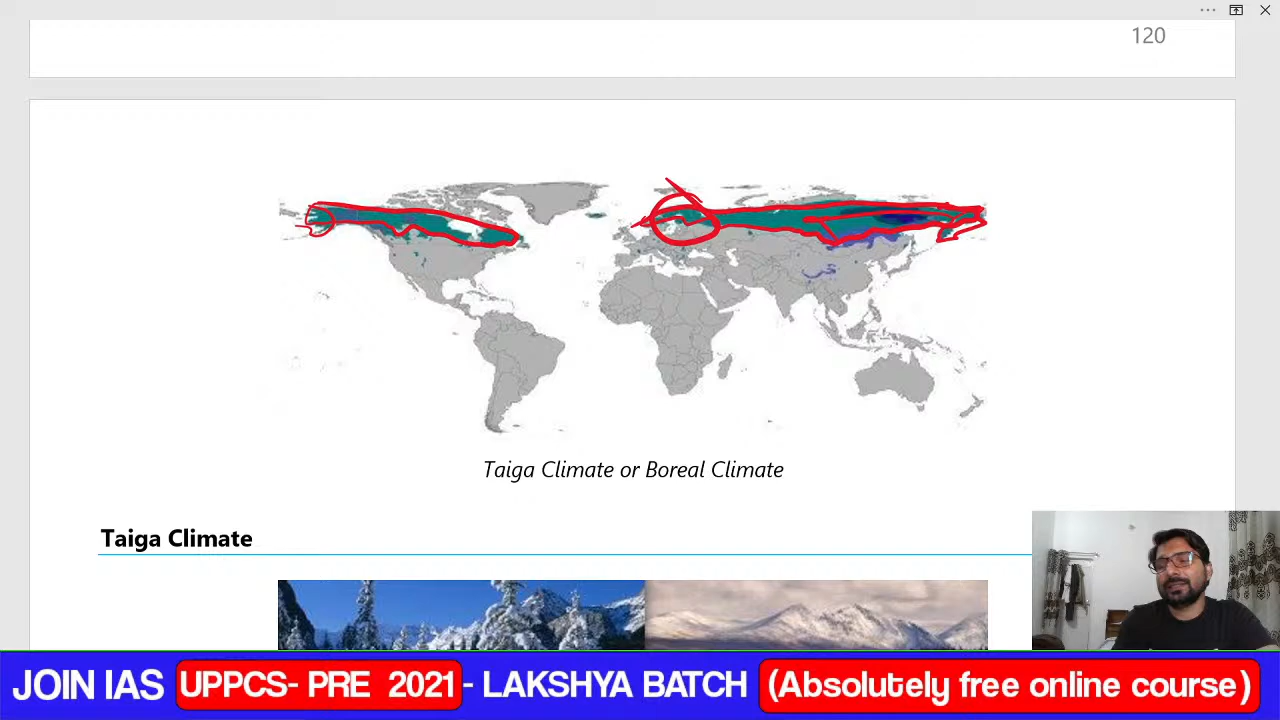 120
Taiga Climate or Boreal Climate
Taiga Climate
JOIN IAS UPPCS- PRE 2021 - LAKSHYA BATCH (Absolutely free online course)